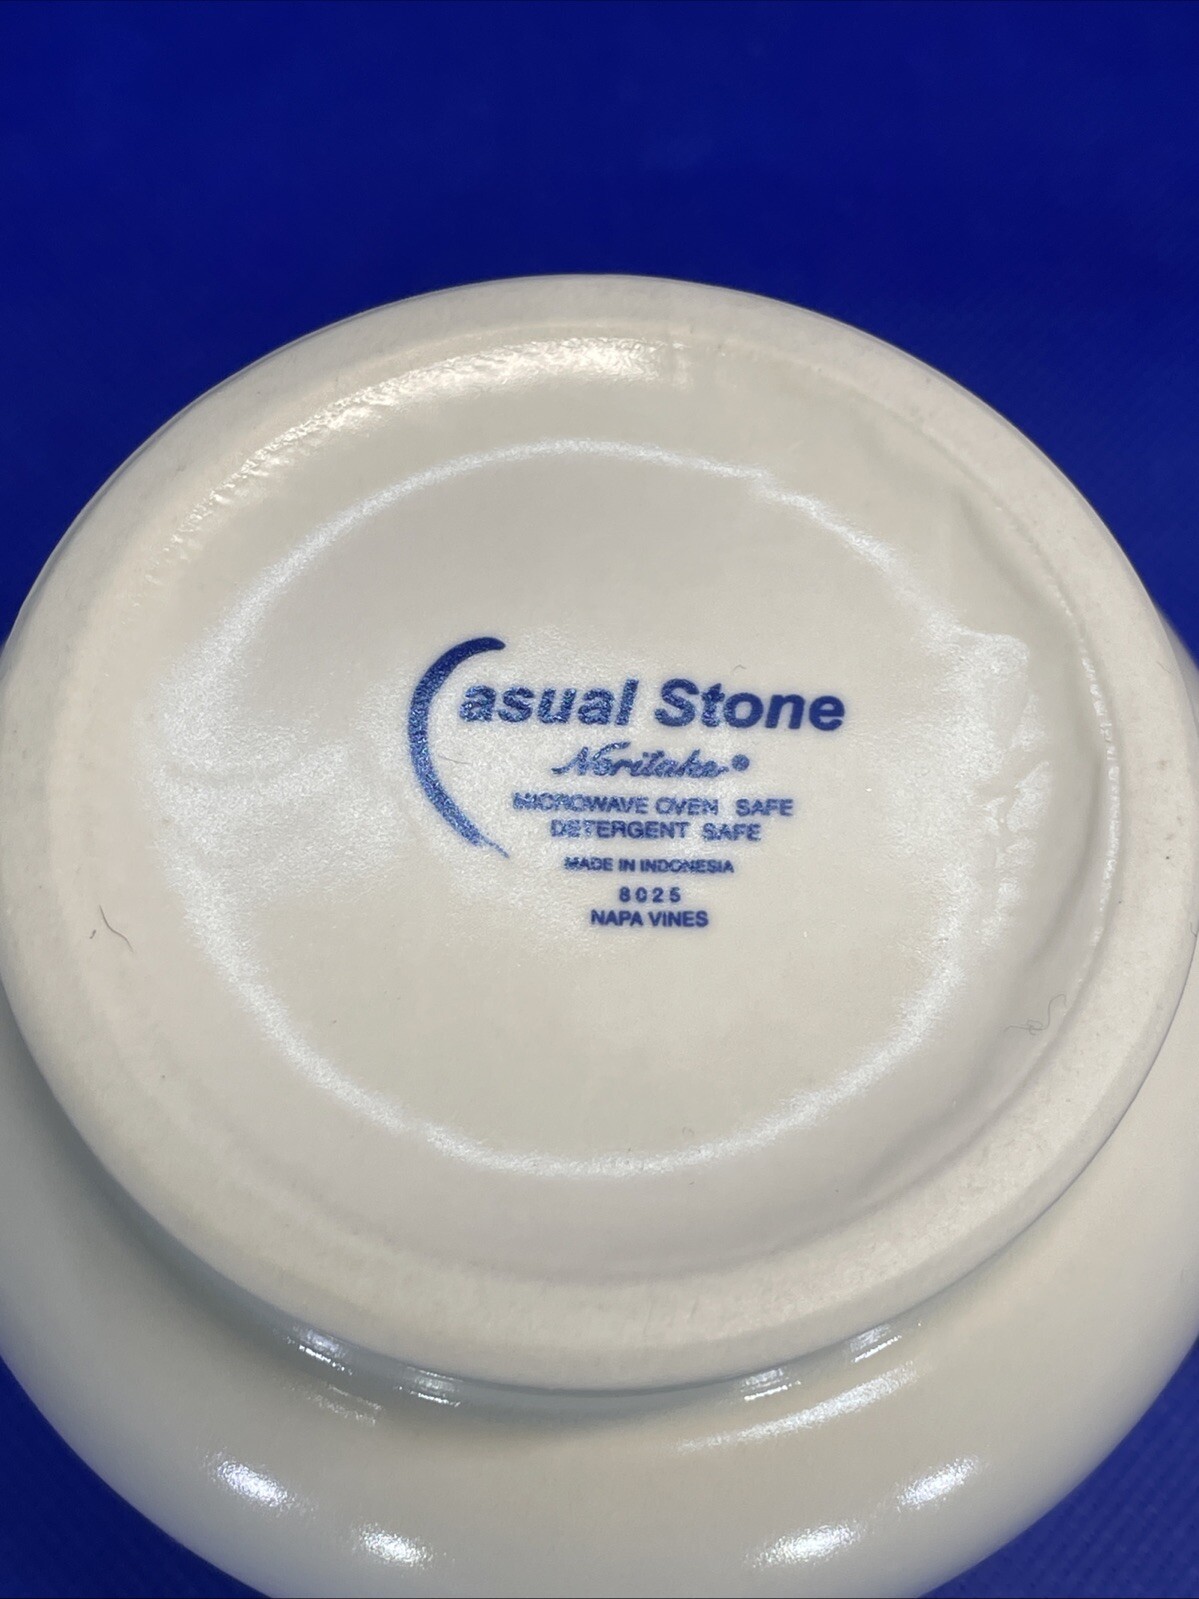 Casual Stone
Noritake®
MICROWAVE OVEN SAFE
DETERGENT SAFE
MADE IN INDONESIA
8025
NAPA VINES